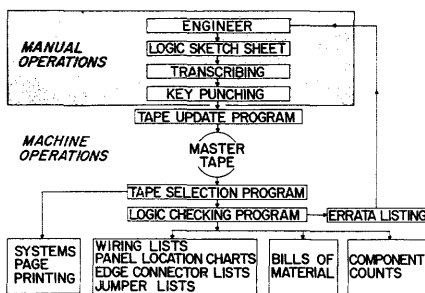 ENGINEER
MANUAL
OPERATIONS
LOGIC SKETCH SHEET
TRANSCRIBING
KEY PUNCHING
TAPE UPDATE PROGRAM
MACHINE
OPERATIONS
MASTER
TAPE
TAPE SELECTION PROGRAM
LOGIC CHECKING PROGRAM
ERRATA LISTING
SYSTEMS
PAGE
PRINTING
WIRING LISTS
PANEL LOCATION CHARTS
EDGE CONNECTOR LISTS
JUMPER LISTS
BILLS OF
MATERIAL
COMPONENT
COUNTS